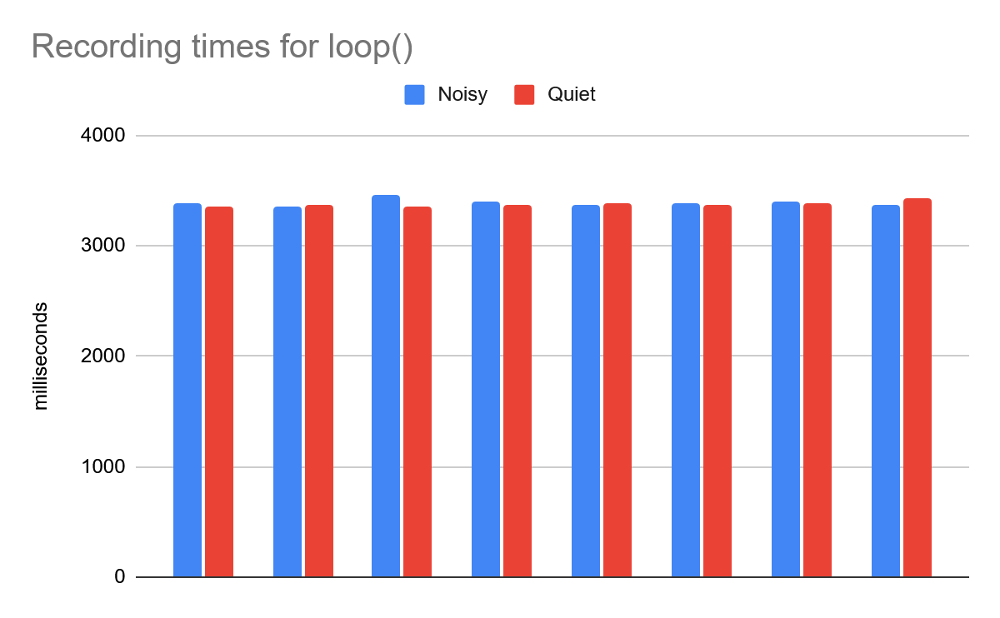 Recording times for loop()
Noisy
Quiet
4000
3000
2000
1000
0
milliseconds